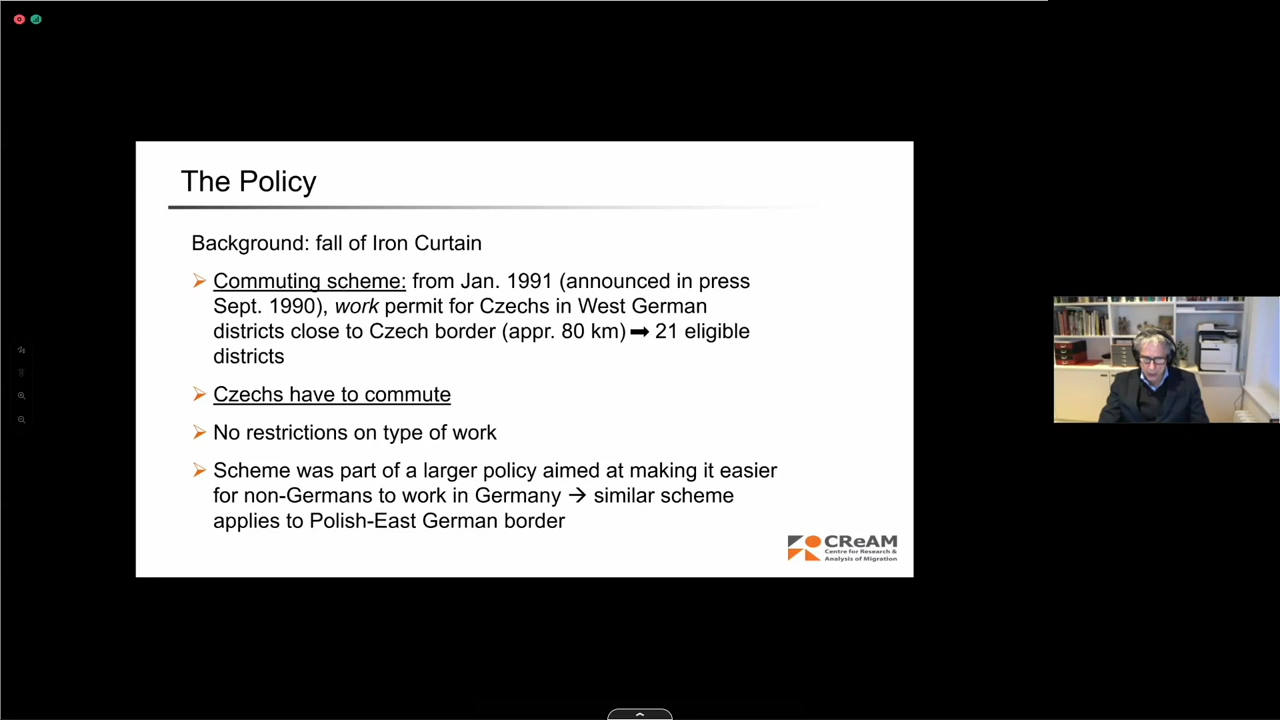 The Policy
Background: fall of Iron Curtain
Commuting scheme: from Jan. 1991 (announced in press
Sept. 1990), work permit for Czechs in West German
districts close to Czech border (appr. 80 km) ➡ 21 eligible
districts
Czechs have to commute
No restrictions on type of work
Scheme was part of a larger policy aimed at making it easier
for non-Germans to work in Germany → similar scheme
applies to Polish-East German border
CReAM
Centre for Research &
Analysis of Migration